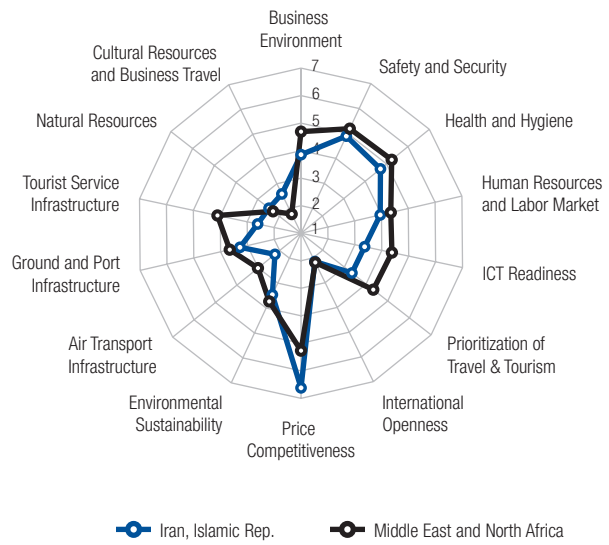 Business
Environment
Cultural Resources
and Business Travel
Safety and Security
Natural Resources
Health and Hygiene
Tourist Service
Infrastructure
Human Resources
and Labor Market
Ground and Port
Infrastructure
ICT Readiness
Air Transport
Infrastructure
Prioritization of
Travel & Tourism
Environmental
Sustainability
International
Openness
Price
Competitiveness
7
6
5
4
3
2
1
Iran, Islamic Rep.
Middle East and North Africa